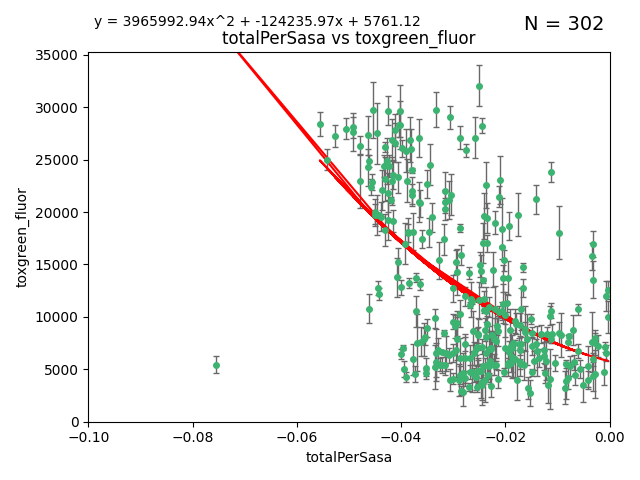 y = 3965992.94x^2 + -124235.97x + 5761.12
N = 302
totalPerSasa vs toxgreen_fluor
35000
30000
25000
20000
15000
10000
5000
0
toxgreen_fluor
−0.10
−0.08
−0.06
−0.04
−0.02
0.00
totalPerSasa